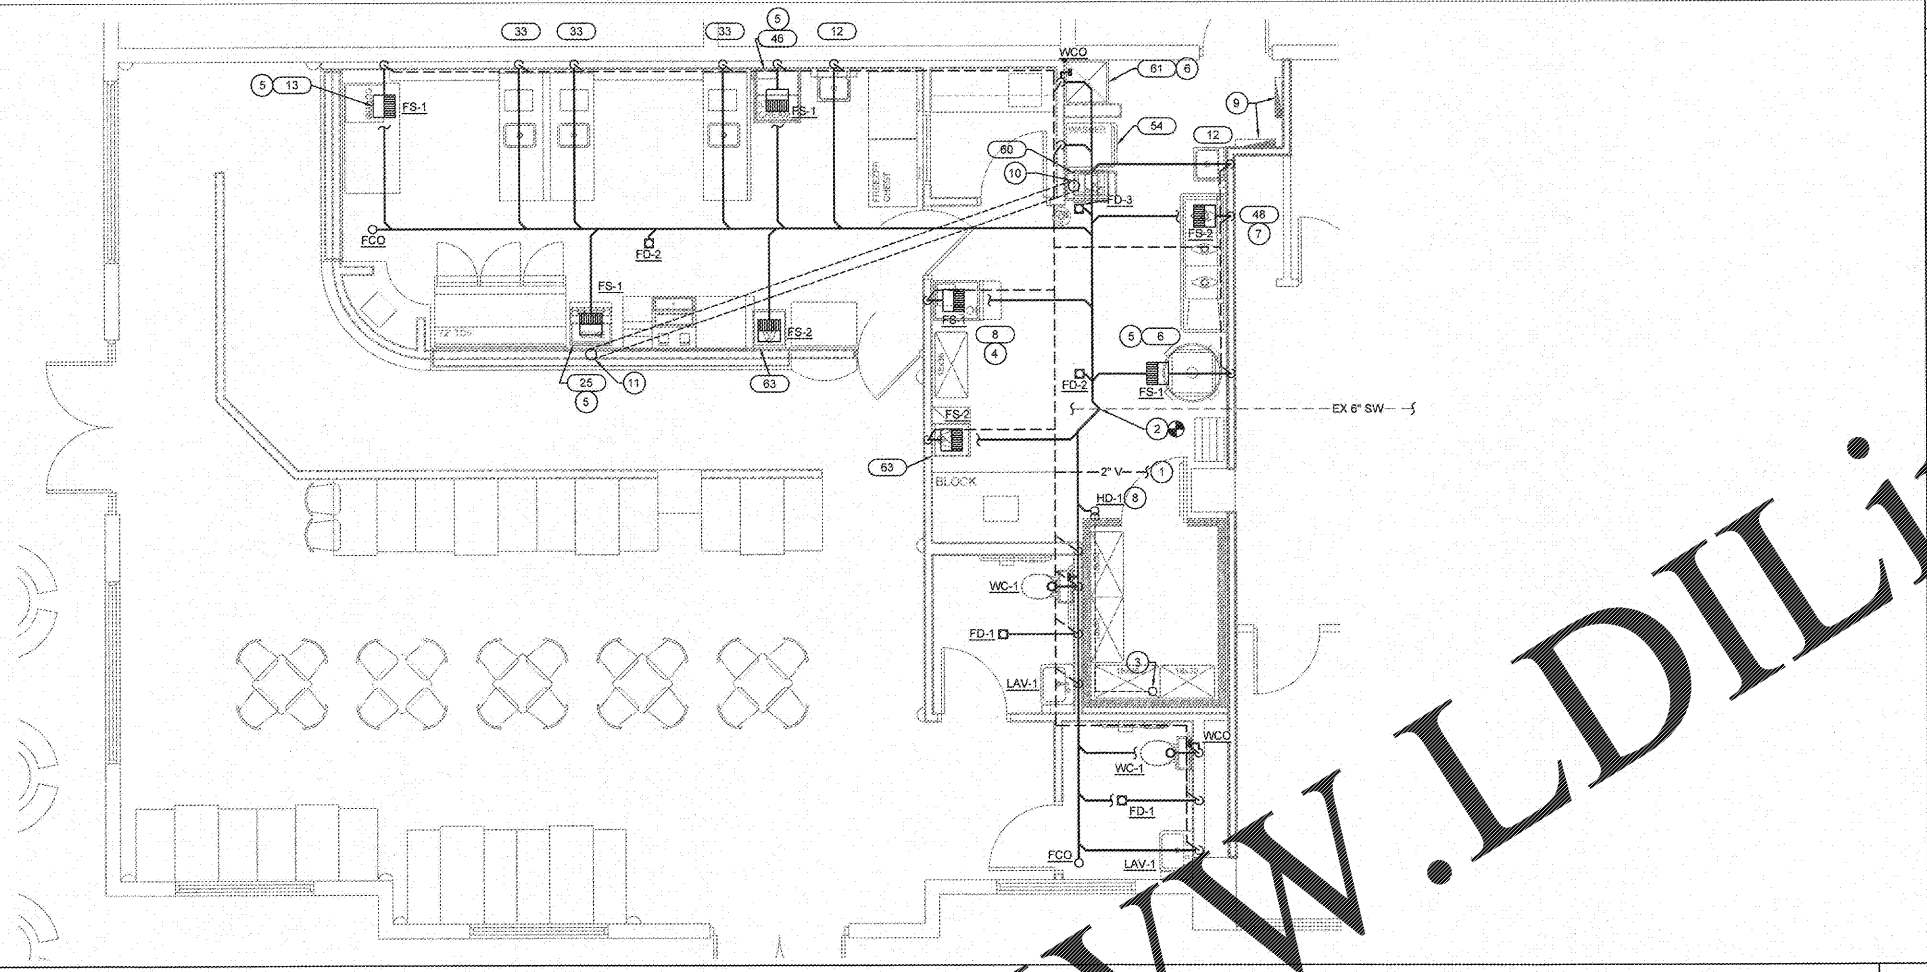 5
33
33
33
46
12
WCO
61
6
5
13
FS-1
FS-1
9
WASHER
54
12
60
10
FREEZER
CHEST
FD-3
48
FS-2
7
FCO
FD-2
FS-1
FS-1
8
4
5
6
FS-2
FD-2
FS-1
25
11
63
5
EX 6" SW
FS-2
2
63
2" V
1
BLOCK
HD-1
8
WC-1
FD-1
3
LAV-1
WCO
WC-1
FD-1
FCO
LAV-1
WW.LDILi